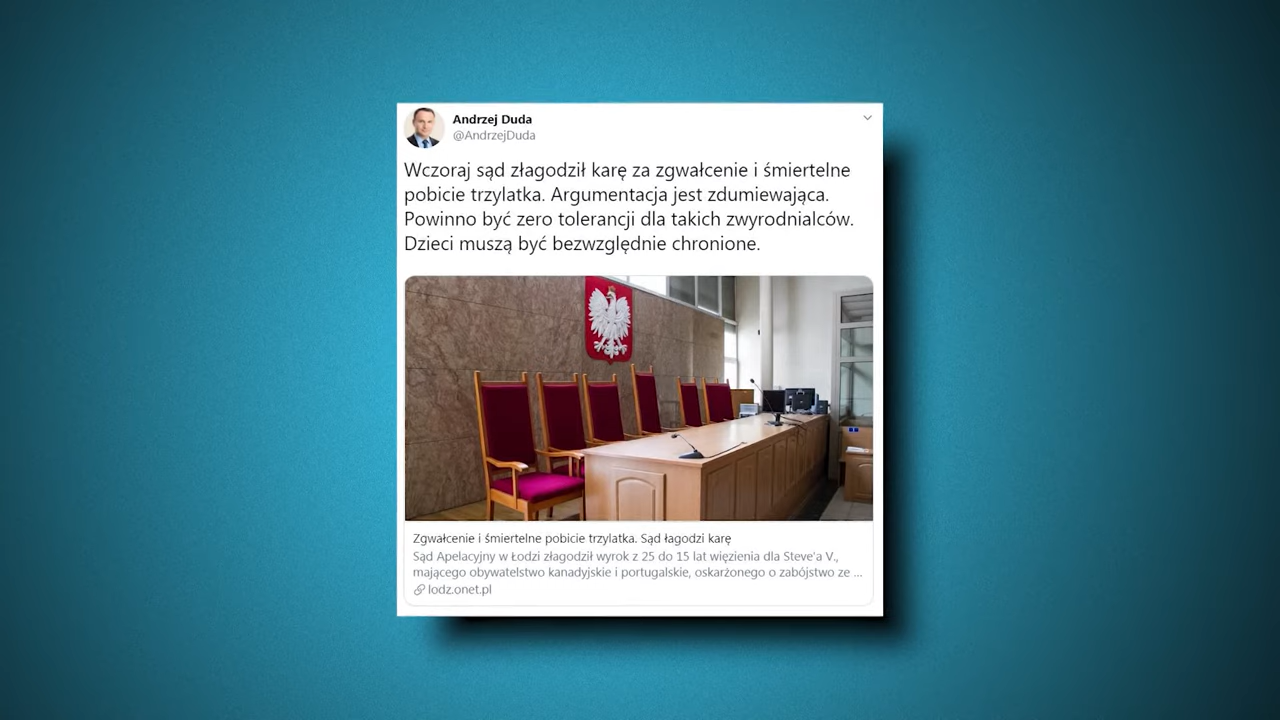 Andrzej Duda
@AndrzejDuda
Wczoraj sąd złagodził karę za zgwałcenie i śmiertelne
pobicie trzylatka. Argumentacja jest zdumiewająca.
Powinno być zero tolerancji dla takich zwyrodnialców.
Dzieci muszą być bezwzględnie chronione.
Zgwałcenie i śmiertelne pobicie trzylatka. Sąd łagodzi karę
Sąd Apelacyjny w Łodzi złagodził wyrok z 25 do 15 lat więzienia dla Steve'a V.,
mającego obywatelstwo kanadyjskie i portugalskie, oskarżonego o zabójstwo ze ...
lodz.onet.pl